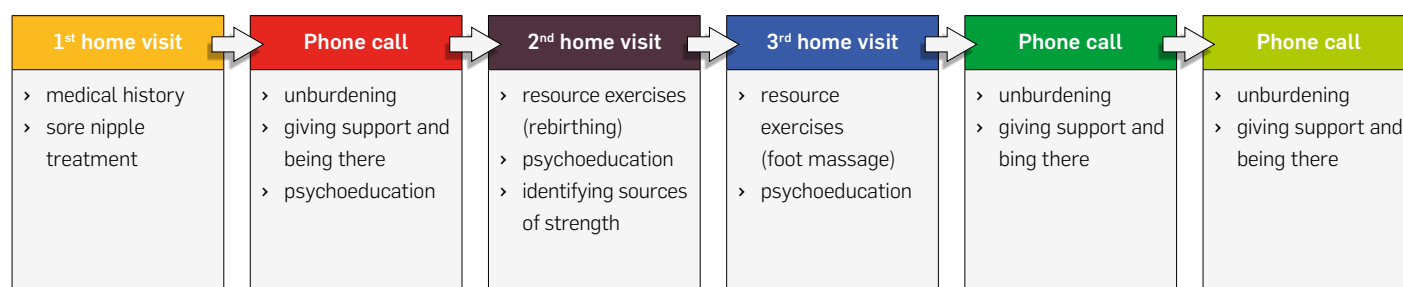 1st home visit
› medical history
› sore nipple
treatment
Phone call
› unburdening
› giving support and
being there
› psychoeducation
2nd home visit
› resource exercises
(rebirthing)
› psychoeducation
› identifying sources
of strength
3rd home visit
› resource
exercises
(foot massage)
› psychoeducation
Phone call
› unburdening
› giving support and
bing there
Phone call
› unburdening
› giving support and
being there